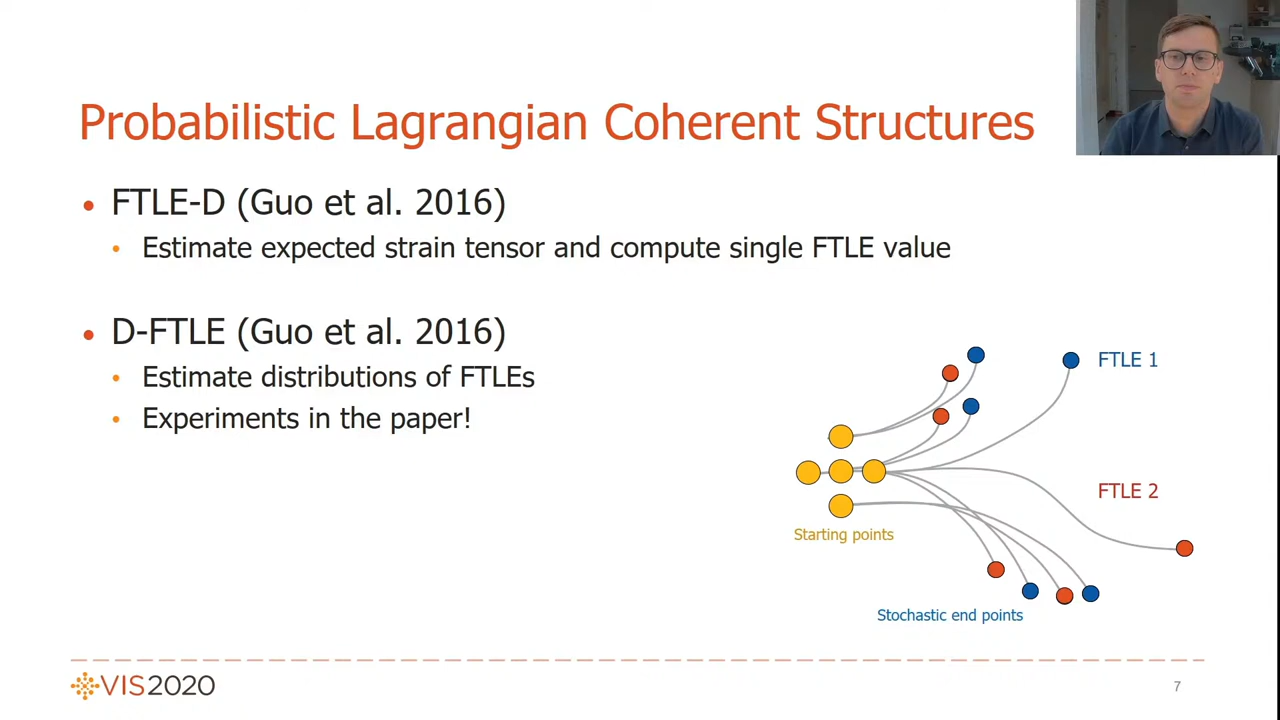 Probabilistic Lagrangian Coherent Structures
• FTLE-D (Guo et al. 2016)
• Estimate expected strain tensor and compute single FTLE value
• D-FTLE (Guo et al. 2016)
• Estimate distributions of FTLEs
• Experiments in the paper!
FTLE 1
FTLE 2
Starting points
Stochastic end points
VIS2020
7